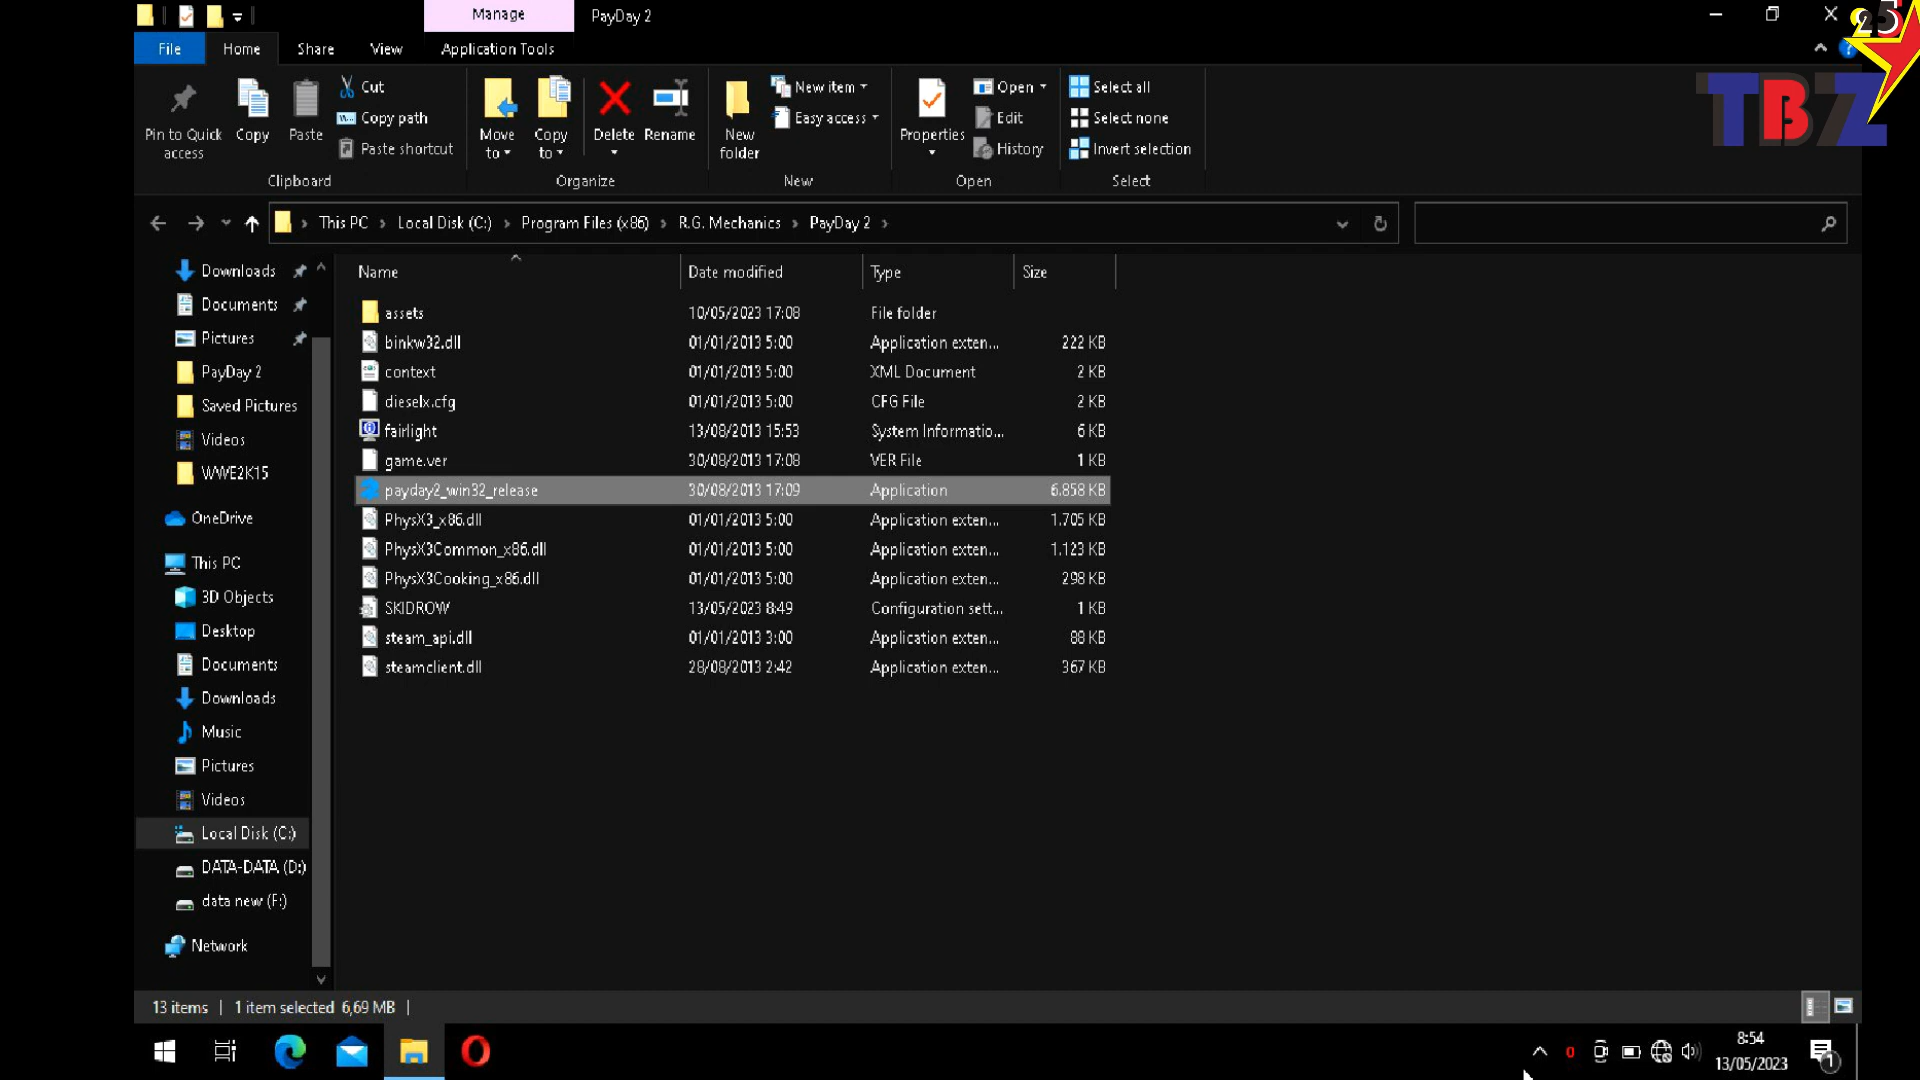 Manage
PayDay 2
25
File
Home
Share
View
Application Tools
TBZ
Pin to Quick access
Copy
Paste
Cut
Copy path
Paste shortcut
Move to
Copy to
Delete
Rename
New folder
New item
Easy access
Properties
Open
Edit
History
Select all
Select none
Invert selection
Clipboard
Organize
New
Open
Select
This PC
Local Disk (C:)
Program Files (x86)
R.G. Mechanics
PayDay 2
Name Date modified Type Size
assets 10/05/2023 17:08 File folder
binkw32.dll 01/01/2013 5:00 Application exten... 222 KB
context 01/01/2013 5:00 XML Document 2 KB
dieselx.cfg 01/01/2013 5:00 CFG File 2 KB
fairlight 13/08/2013 15:53 System Informatio... 6 KB
game.ver 30/08/2013 17:08 VER File 1 KB
payday2_win32_release 30/08/2013 17:09 Application 6.858 KB
PhysX3_x86.dll 01/01/2013 5:00 Application exten... 1.705 KB
PhysX3Common_x86.dll 01/01/2013 5:00 Application exten... 1.123 KB
PhysX3Cooking_x86.dll 01/01/2013 5:00 Application exten... 298 KB
SKIDROW 13/05/2023 8:49 Configuration sett... 1 KB
steam_api.dll 01/01/2013 3:00 Application exten... 88 KB
steamclient.dll 28/08/2013 2:42 Application exten... 367 KB
Downloads
Documents
Pictures
PayDay 2
Saved Pictures
Videos
WWE2K15
OneDrive
This PC
3D Objects
Desktop
Documents
Downloads
Music
Pictures
Videos
Local Disk (C:)
DATA-DATA (D:)
data new (F:)
Network
13 items
1 item selected 6,69 MB
0
8:54
13/05/2023
1